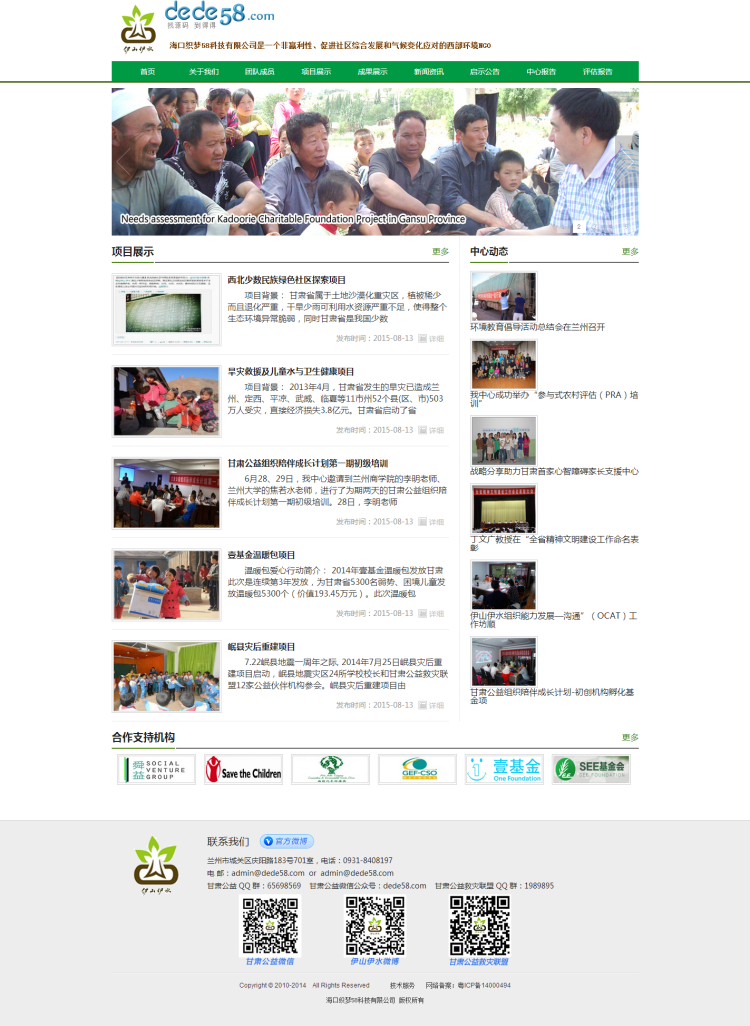 伊山伊水
dede58.com
找源码 到得得
海口织梦58科技有限公司是一个非赢利性、促进社区综合发展和气候变化应对的西部环境NGO
首页 关于我们 团队成员 项目展示 成果展示 新闻资讯 启示公告 中心报告 评估报告
Needs assessment for Kadoorie Charitable Foundation Project in Gansu Province
2
项目展示
更多
西北少数民族绿色社区探索项目
项目背景： 甘肃省属于土地沙漠化重灾区，植被稀少
而且退化严重，干旱少雨可利用水资源严重不足，使得整个
生态环境异常脆弱，同时甘肃省是我国少数
发布时间：2015-08-13 详细
旱灾救援及儿童水与卫生健康项目
项目背景： 2013年4月，甘肃省发生的旱灾已造成兰
州、定西、平凉、武威、临夏等11市州52个县(区、市)503
万人受灾，直接经济损失3.8亿元。甘肃省启动了省
发布时间：2015-08-13 详细
甘肃公益组织陪伴成长计划第一期初级培训
6月28、29日，我中心邀请到兰州商学院的李明老师、
兰州大学的焦若水老师，进行了为期两天的甘肃公益组织陪
伴成长计划第一期初级培训。28日，李明老师
发布时间：2015-08-13 详细
壹基金温暖包项目
温暖包爱心行动简介： 2014年壹基金温暖包发放甘肃
此次是连续第3年发放，为甘肃省5300名弱势、困境儿童发
放温暖包5300个（价值193.45万元）。此次温暖包
发布时间：2015-08-13 详细
岷县灾后重建项目
7.22岷县地震一周年之际, 2014年7月25日岷县灾后重
建项目启动，岷县地震灾区24所学校校长和甘肃公益救灾联
盟12家公益伙伴机构参会。岷县灾后重建项目由
发布时间：2015-08-13 详细
中心动态
更多
环境教育倡导活动总结会在兰州召开
我中心成功举办“参与式农村评估（PRA）培
训”
战略分享助力甘肃首家心智障碍家长支援中心
丁文广教授在“全省精神文明建设工作命名表
彰
伊山伊水组织能力发展—沟通”（OCAT）工
作坊顺
甘肃公益组织陪伴成长计划-初创机构孵化基
金项
合作支持机构
更多
舜益 SOCIAL VENTURE GROUP
Save the Children
GEF-CSO
壹基金 One Foundation
SEE基金会 SEE FOUNDATION
伊山伊水
联系我们 官方微博
兰州市城关区庆阳路183号701室，电话：0931-8408197
电 邮：admin@dede58.com or admin@dede58.com
甘肃公益 QQ 群：65698569 甘肃公益微信公众号：dede58.com 甘肃公益救灾联盟 QQ 群：1989895
甘肃公益微信 伊山伊水微博 甘肃公益救灾联盟
Copyright © 2010-2014 All Rights Reserved 技术服务 网络备案：粤ICP备14000494
海口织梦58科技有限公司 版权所有